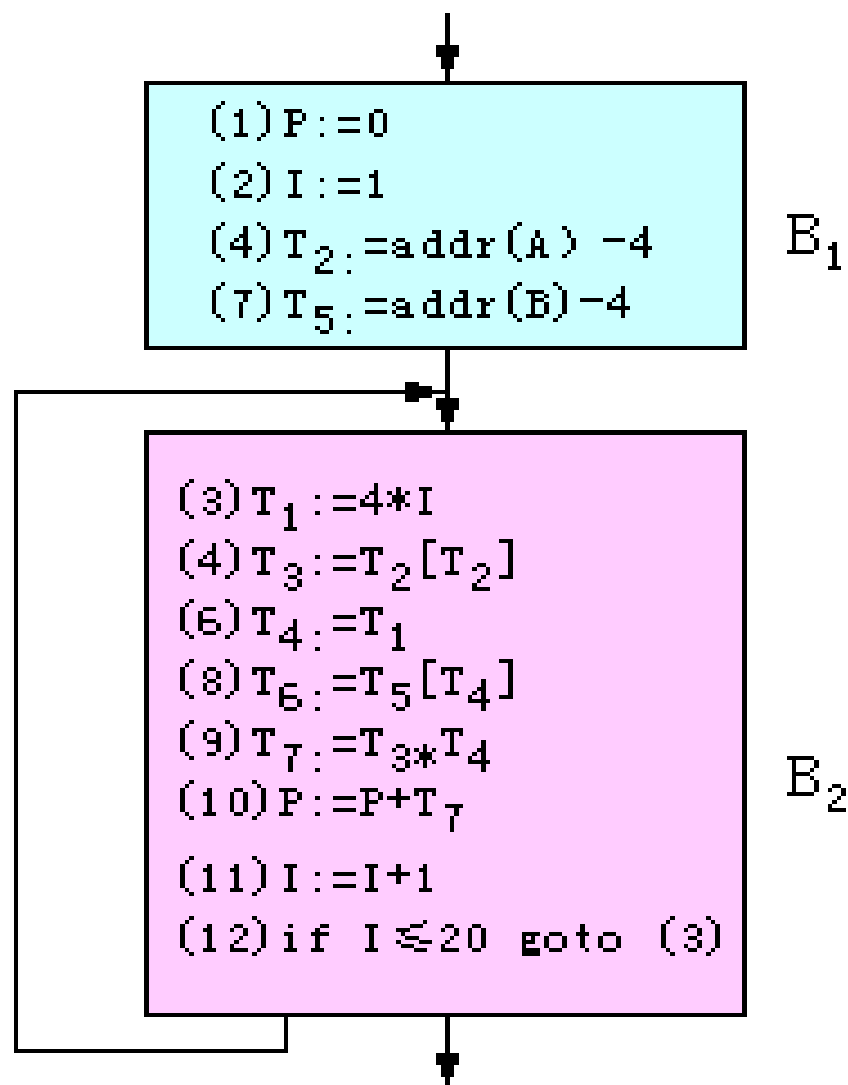 (1) P:=0
(2) I:=1
(4) T₂:=addr(A) -4
(7) T₅:=addr(B)-4
B₁
(3) T₁:=4*I
(4) T₃:=T₂[T₂]
(6) T₄:=T₁
(8) T₆:=T₅[T₄]
(9) T₇:=T₃*T₄
(10) P:=P+T₇
(11) I:=I+1
(12) if I≤20 goto (3)
B₂